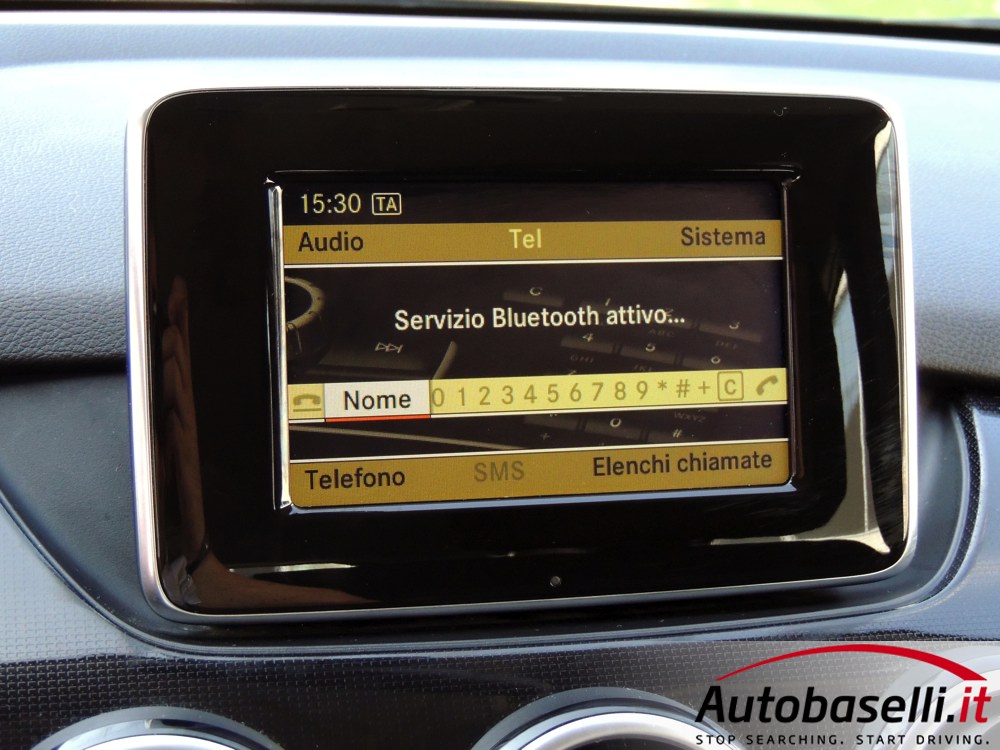 15:30 TA
Audio Tel Sistema
Servizio Bluetooth attivo...
Nome 0 1 2 3 4 5 6 7 8 9 * # + C
Telefono SMS Elenchi chiamate
Autobaselli.it
STOP SEARCHING. START DRIVING.